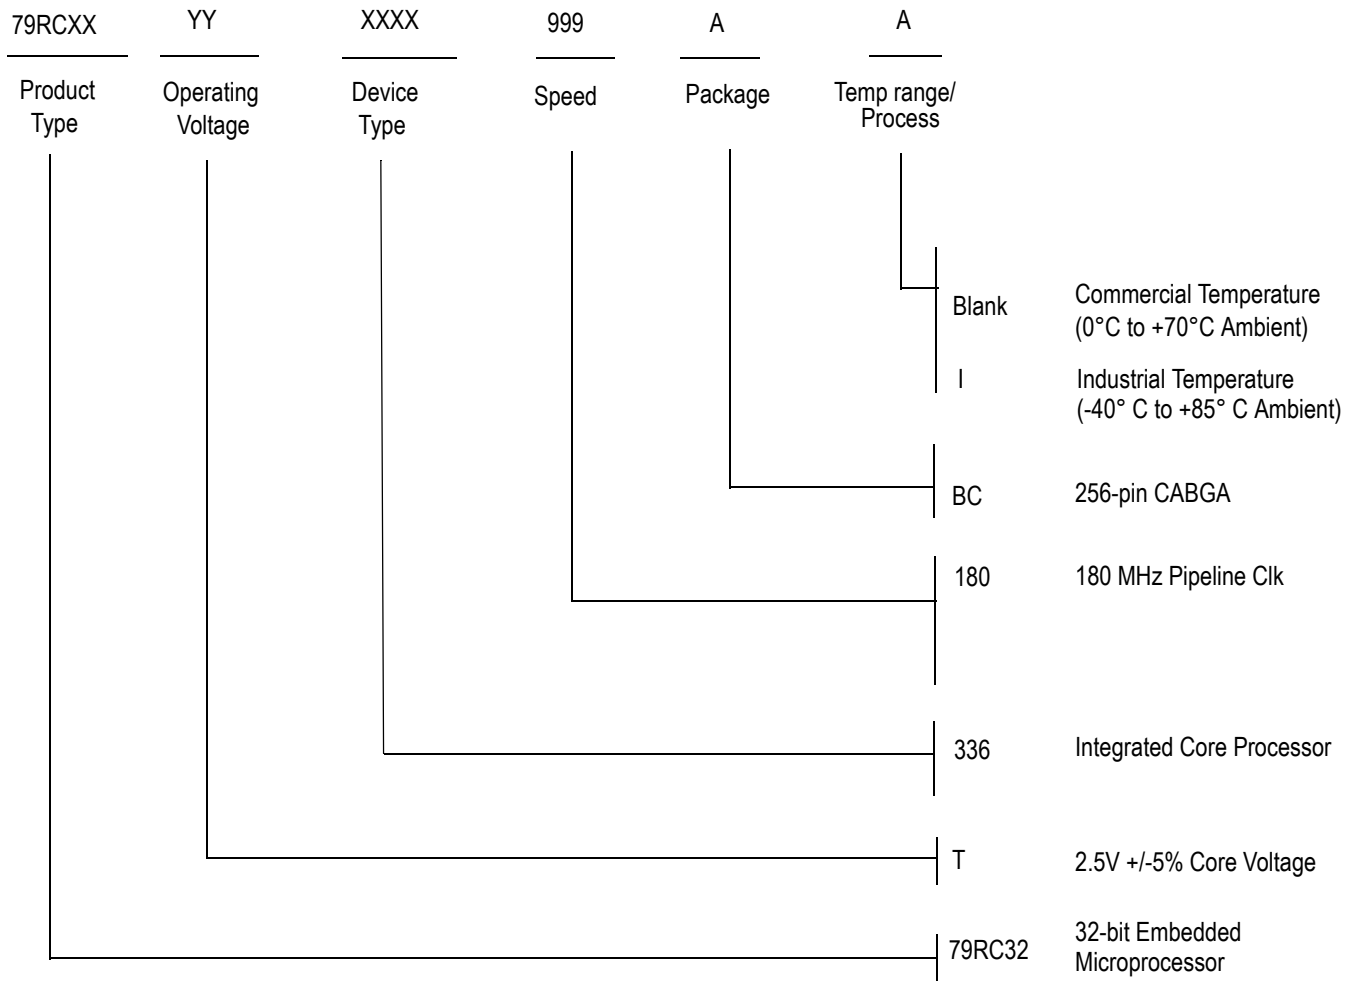 79RCXX YY XXXX 999 A A
Product Type
Operating Voltage
Device Type
Speed
Package
Temp range/
Process
Blank Commercial Temperature
(0°C to +70°C Ambient)
I Industrial Temperature
(-40° C to +85° C Ambient)
BC 256-pin CABGA
180 180 MHz Pipeline Clk
336 Integrated Core Processor
T 2.5V +/-5% Core Voltage
79RC32 32-bit Embedded
Microprocessor